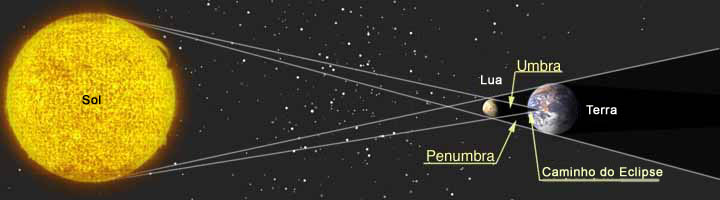 Sol
Lua
Umbra
Terra
Penumbra
Caminho do Eclipse